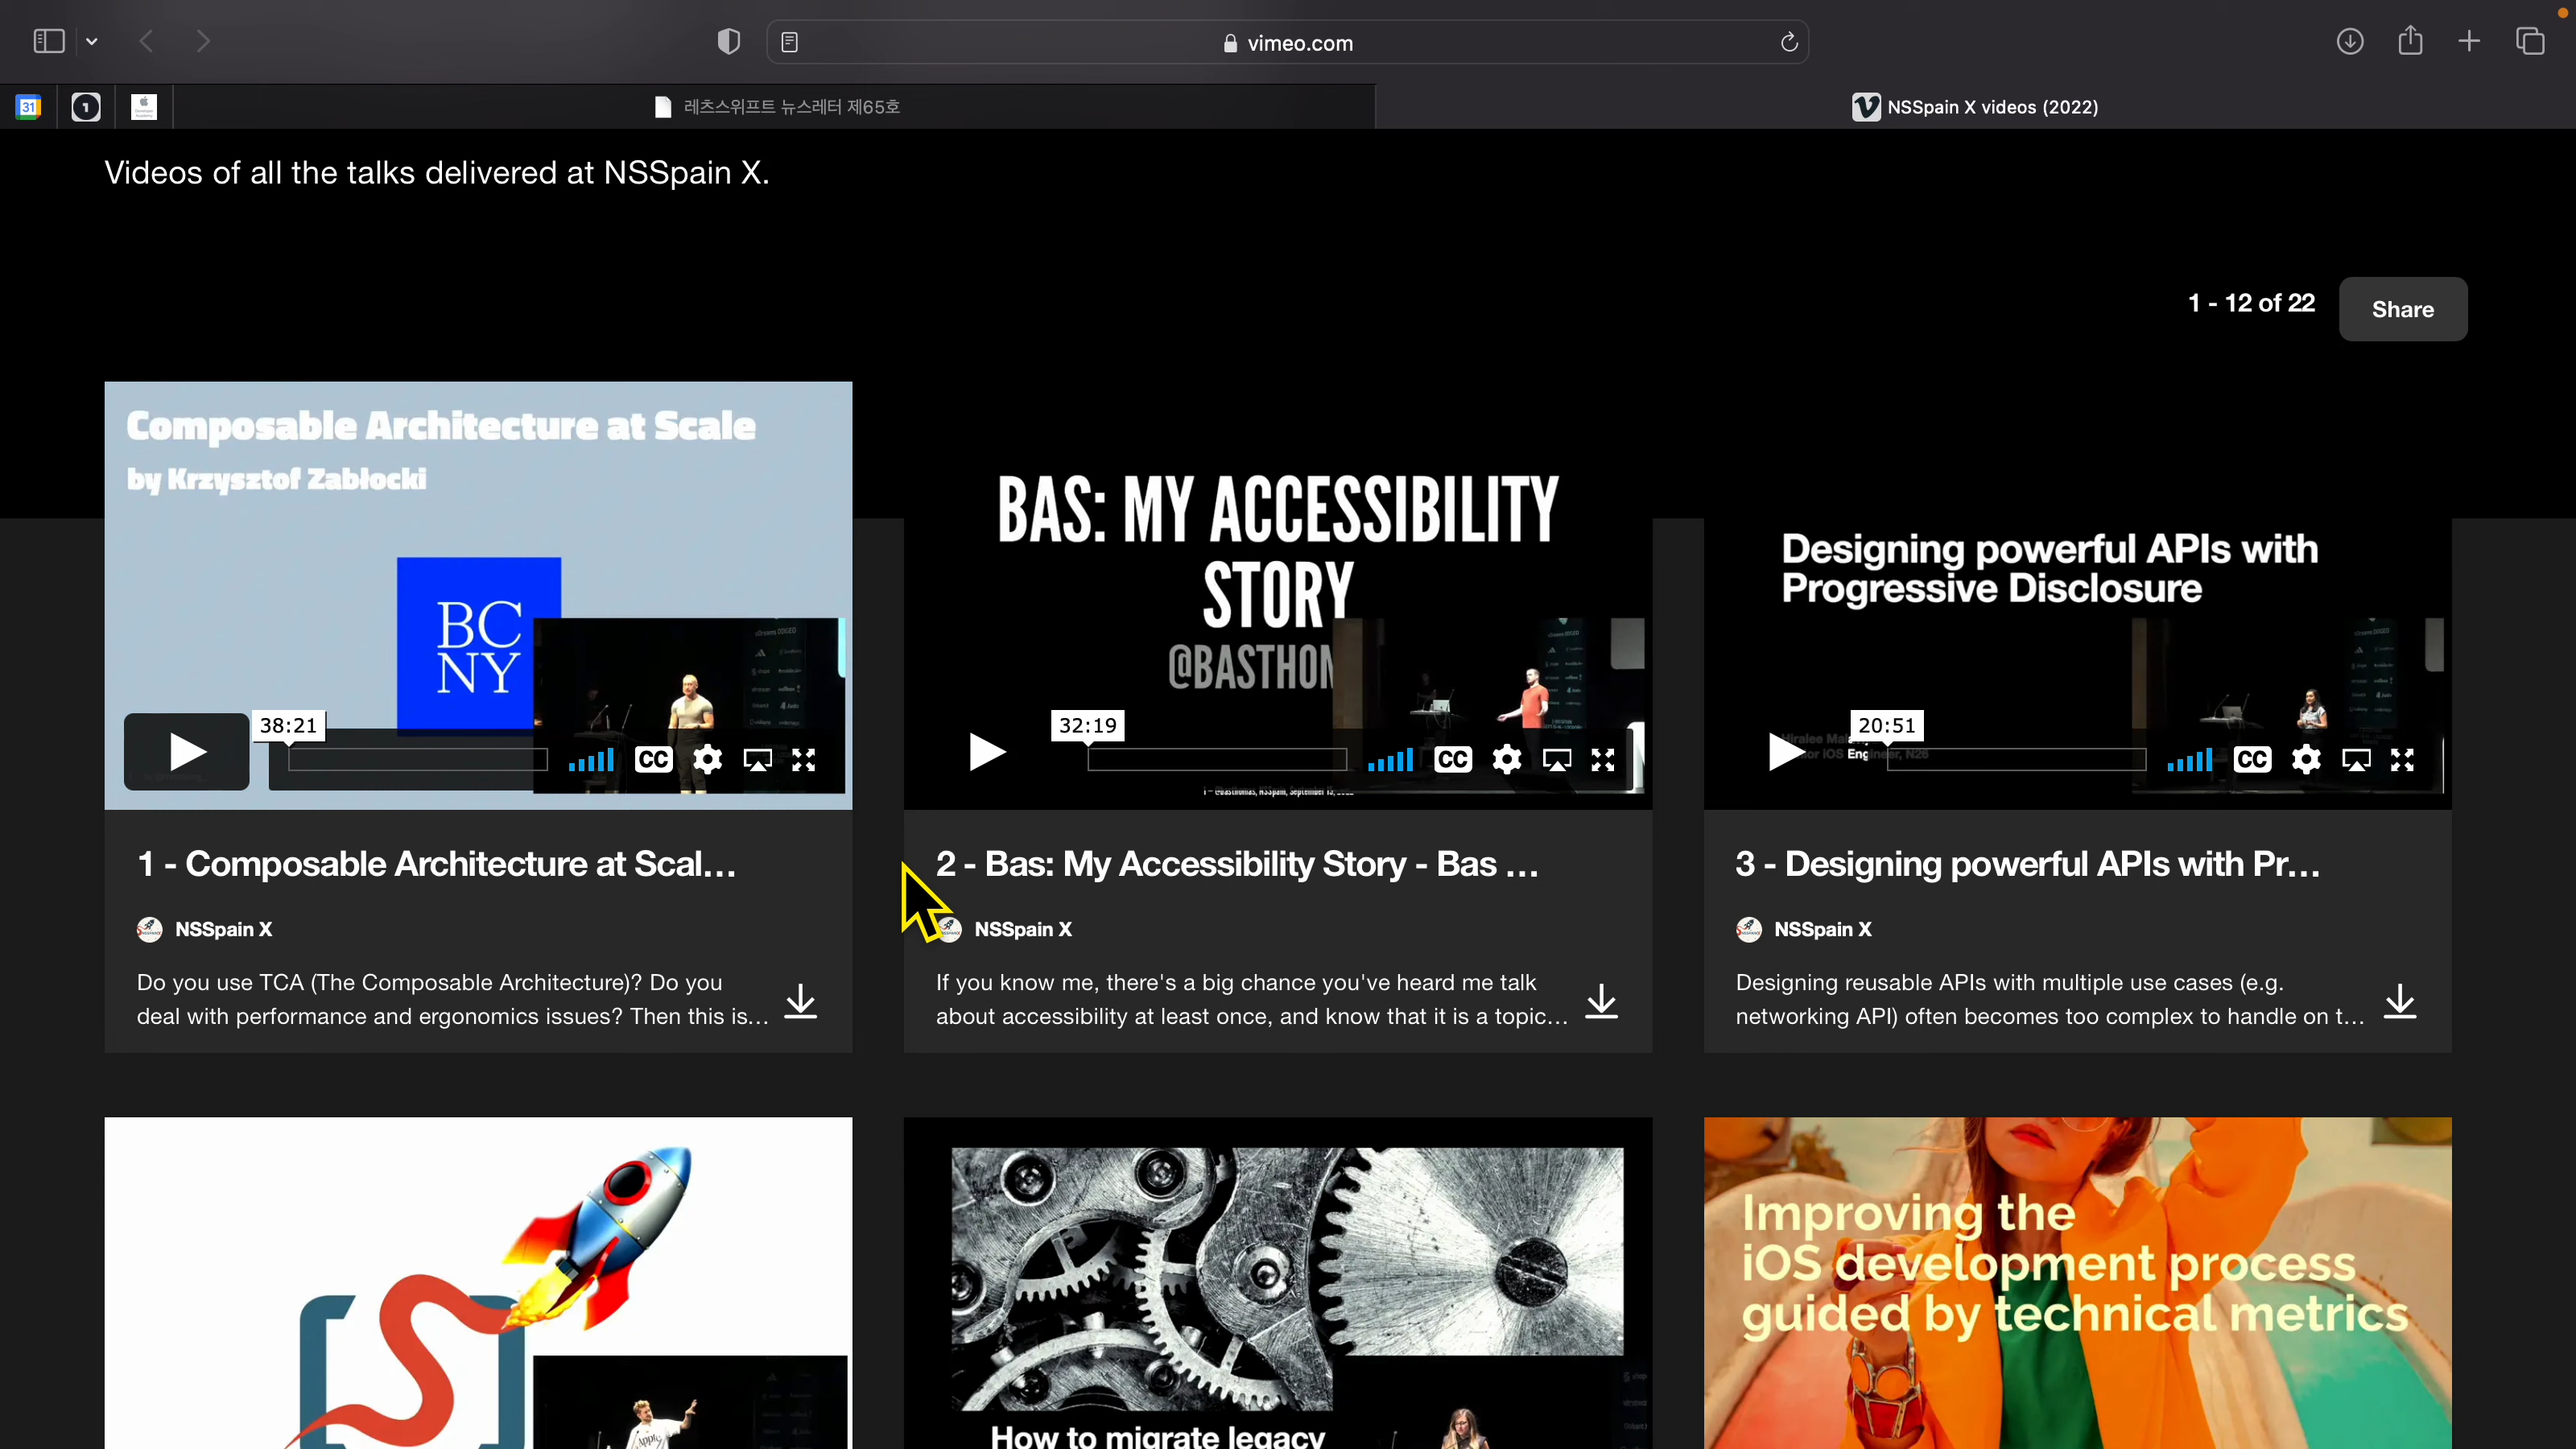 vimeo.com
31
1
레츠스위프트 뉴스레터 제65호
NSSpain X videos (2022)
Videos of all the talks delivered at NSSpain X.
1 - 12 of 22
Share
Composable Architecture at Scale
by Krzysztof Zabłocki
BC
NY
38:21
CC
BAS: MY ACCESSIBILITY
STORY
@BASTHOM
32:19
CC
Designing powerful APIs with
Progressive Disclosure
20:51
CC
1 - Composable Architecture at Scal...
NSSpain X
Do you use TCA (The Composable Architecture)? Do you
deal with performance and ergonomics issues? Then this is...
2 - Bas: My Accessibility Story - Bas ...
NSSpain X
If you know me, there's a big chance you've heard me talk
about accessibility at least once, and know that it is a topic...
3 - Designing powerful APIs with Pr...
NSSpain X
Designing reusable APIs with multiple use cases (e.g.
networking API) often becomes too complex to handle on t...
How to migrate legacy
Improving the
iOS development process
guided by technical metrics